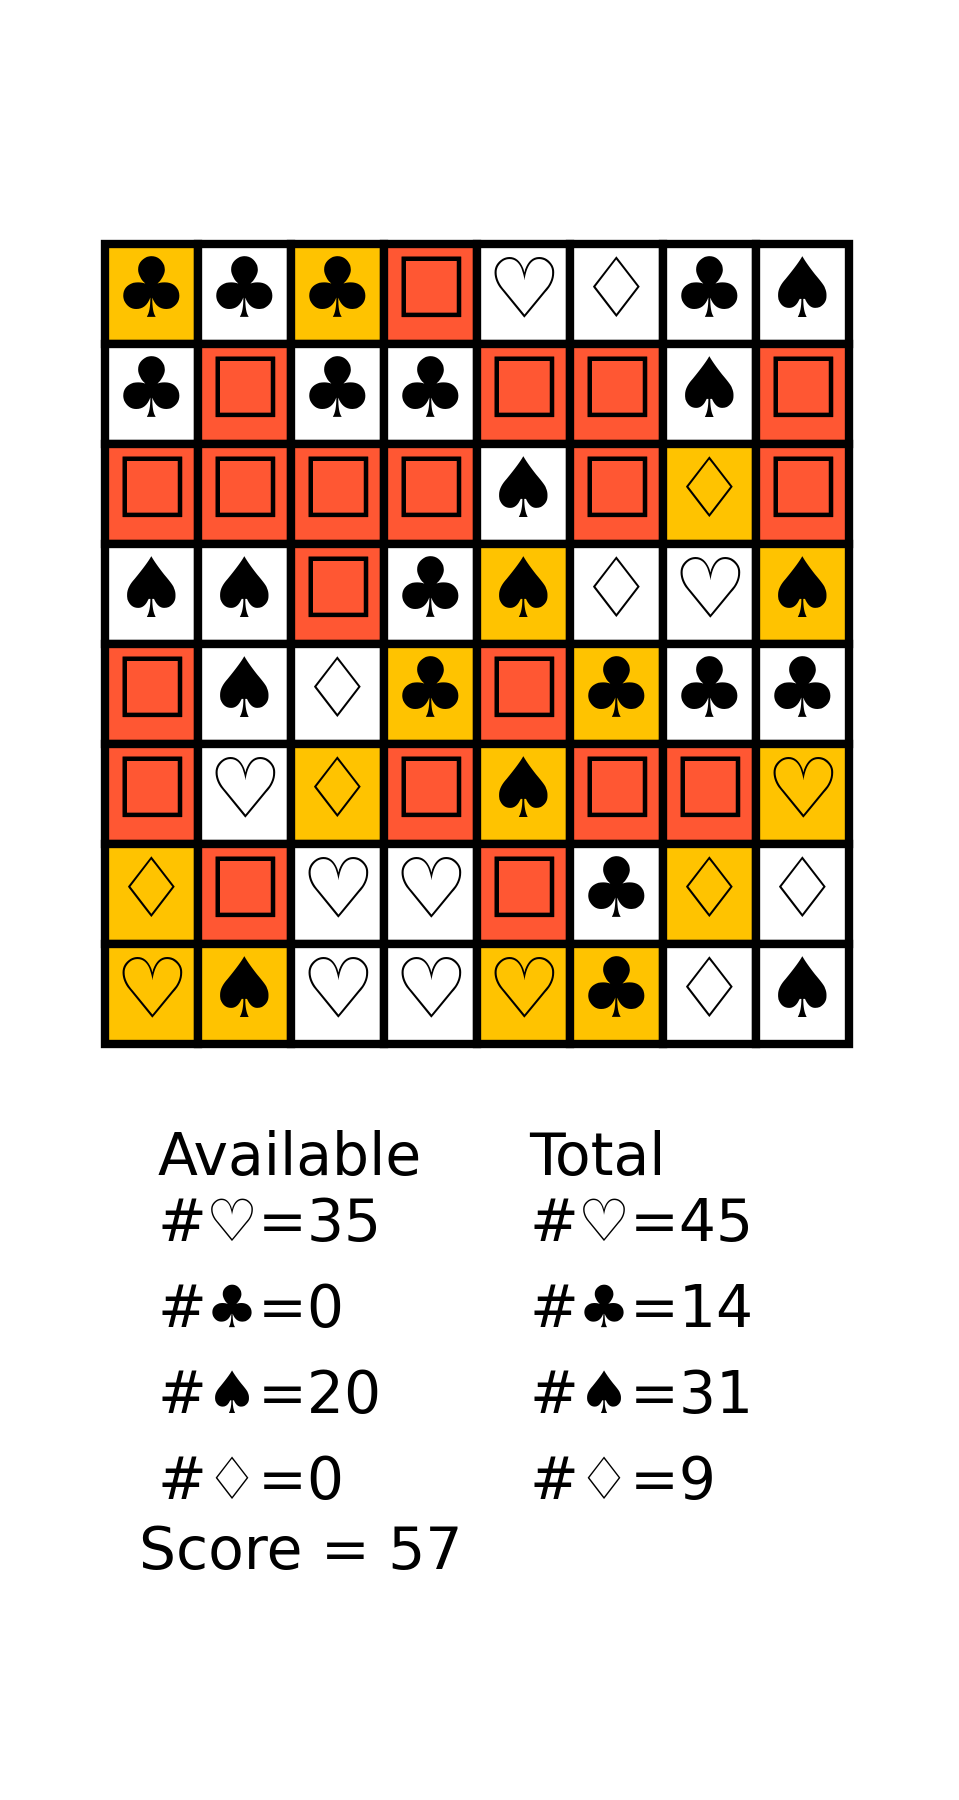 ♣ ♣ ♣ □ ♡ ♢ ♣ ♠
♣ □ ♣ ♣ □ □ ♠ □
□ □ □ □ ♠ □ ♢ □
♠ ♠ □ ♣ ♠ ♢ ♡ ♠
□ ♠ ♢ ♣ □ ♣ ♣ ♣
□ ♡ ♢ □ ♠ □ □ ♡
♢ □ ♡ ♡ □ ♣ ♢ ♢
♡ ♠ ♡ ♡ ♡ ♣ ♢ ♠
Available Total
#♡=35 #♡=45
#♣=0 #♣=14
#♠=20 #♠=31
#♢=0 #♢=9
Score = 57